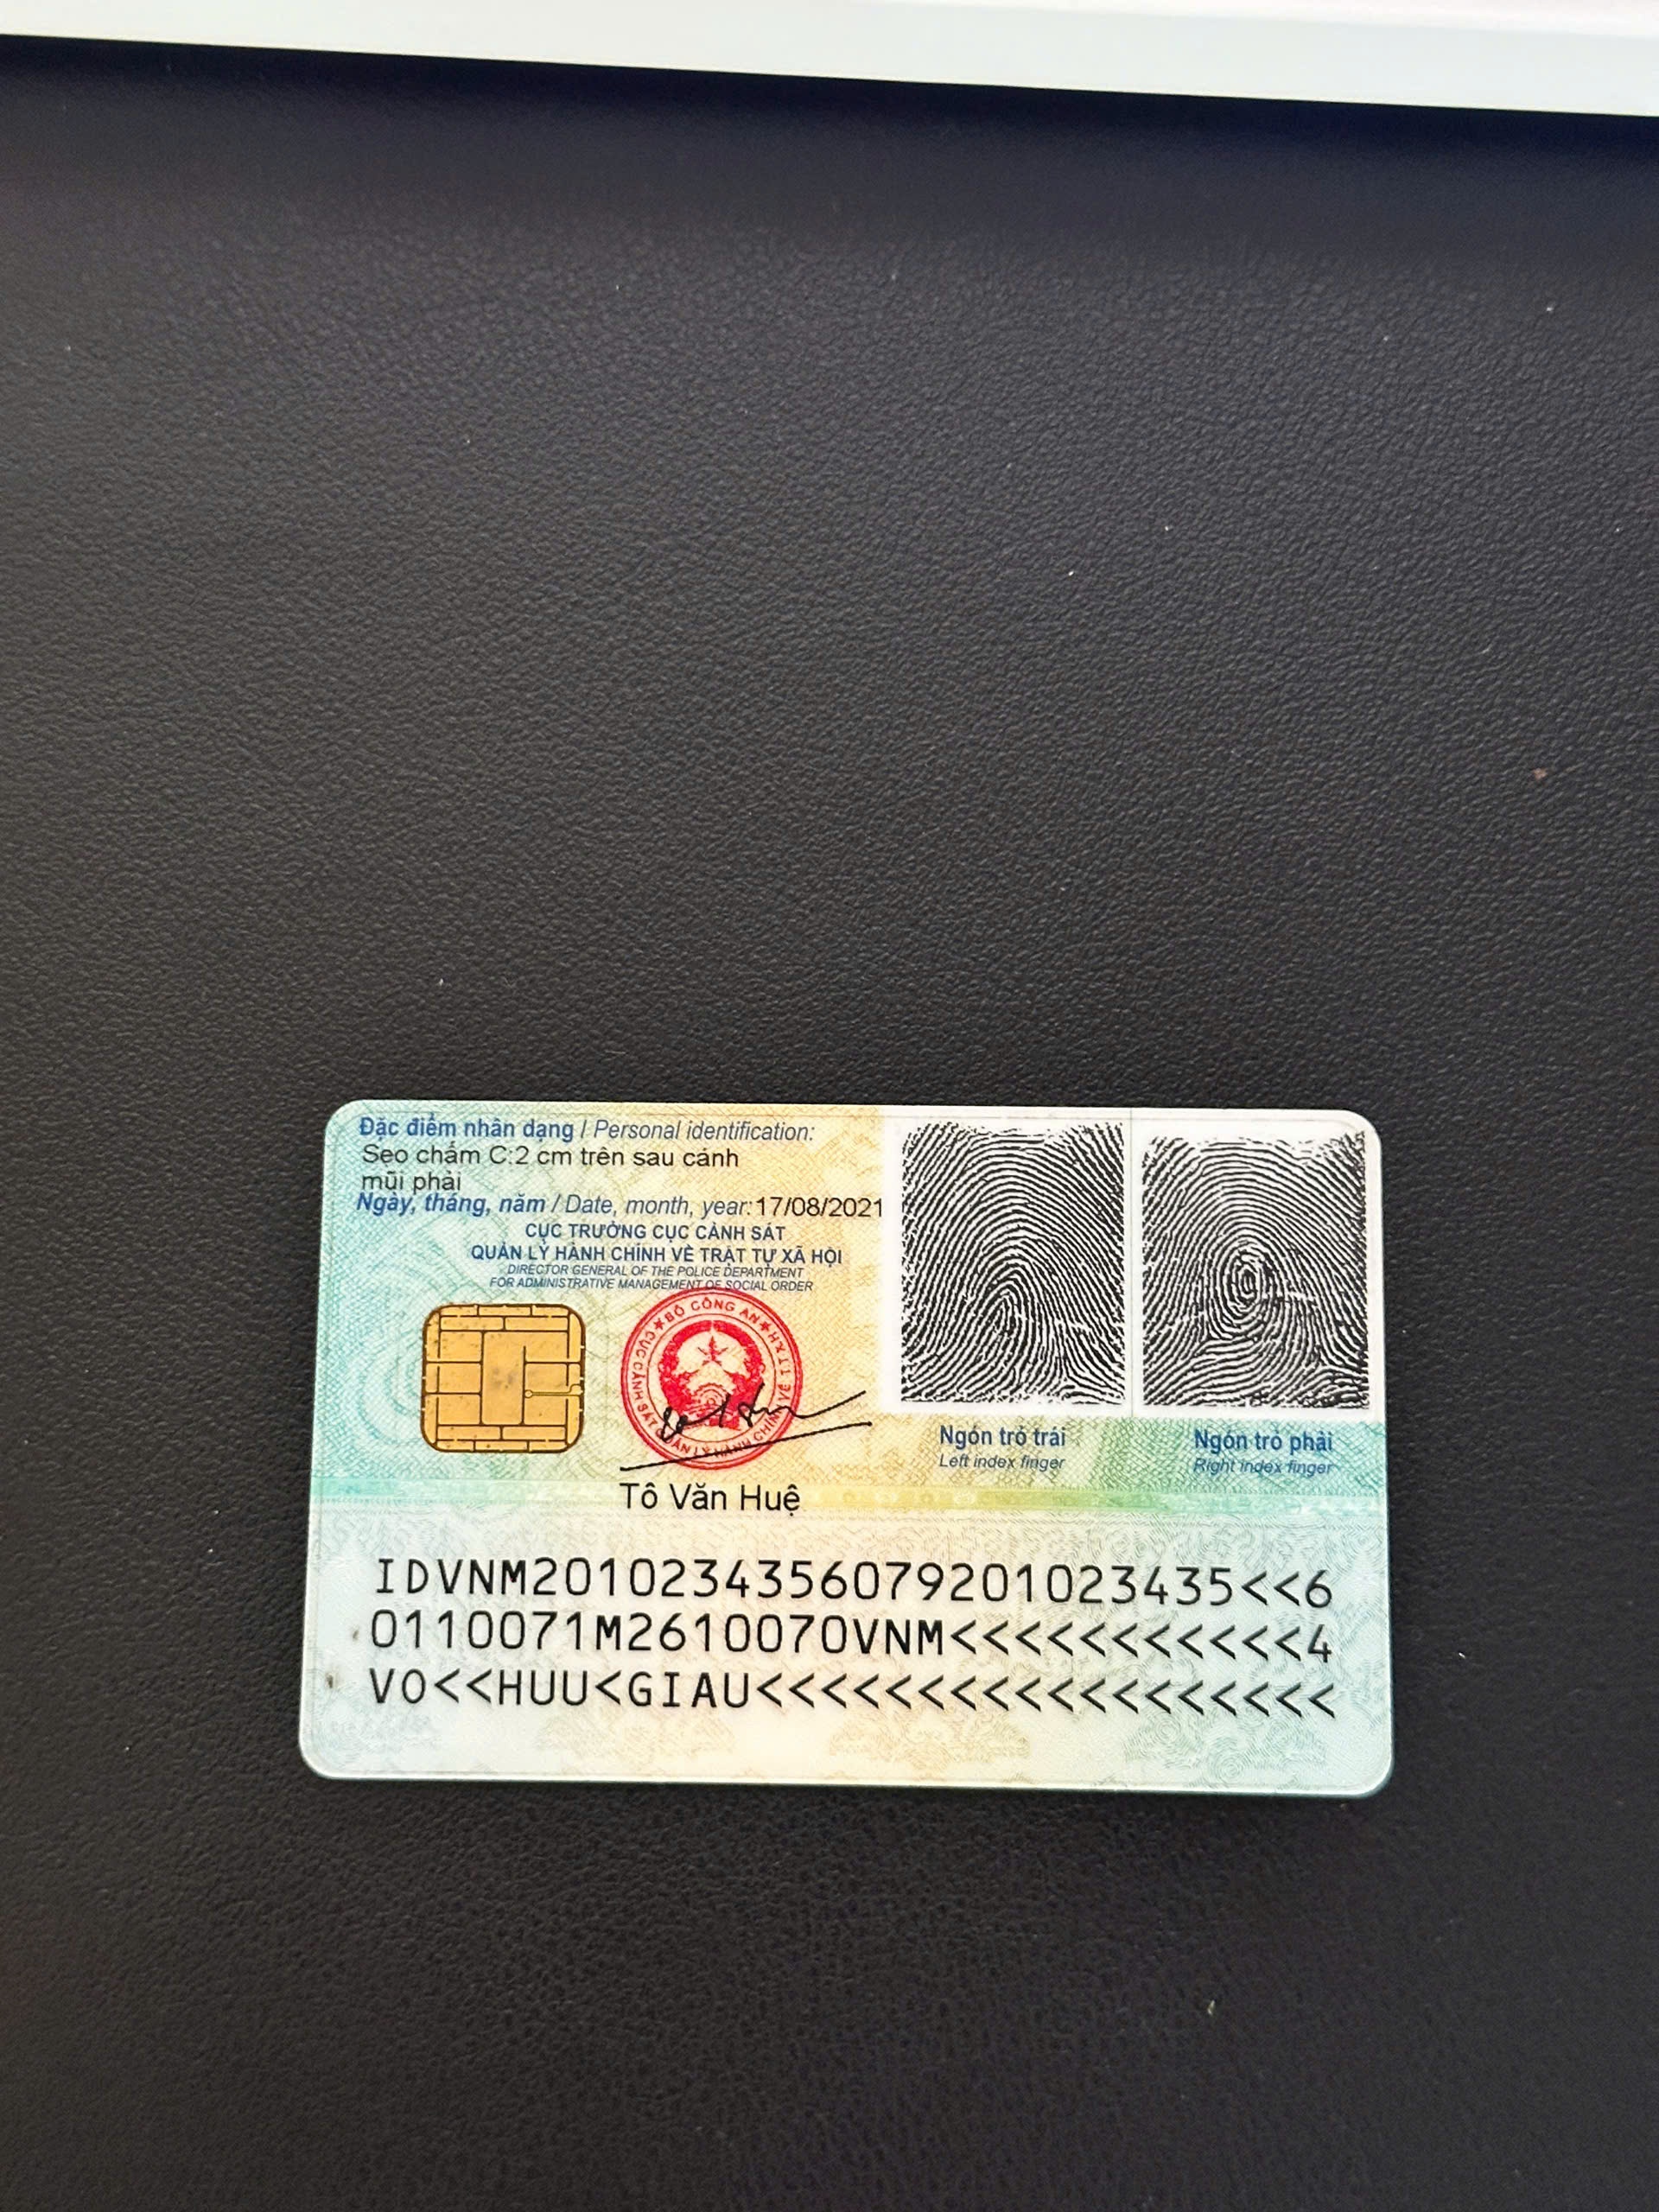 Đặc điểm nhân dạng / Personal identification:
Sẹo chấm C:2 cm trên sau cánh
mũi phải
Ngày, tháng, năm / Date, month, year: 17/08/2021
CỤC TRƯỞNG CỤC CẢNH SÁT
QUẢN LÝ HÀNH CHÍNH VỀ TRẬT TỰ XÃ HỘI
DIRECTOR GENERAL OF THE POLICE DEPARTMENT
FOR ADMINISTRATIVE MANAGEMENT OF SOCIAL ORDER
BỘ CÔNG AN
CỤC CẢNH SÁT QUẢN LÝ HÀNH CHÍNH VỀ TTXH
Tô Văn Huệ
Ngón trỏ trái
Left index finger
Ngón trỏ phải
Right index finger
IDVNM2010234356079201023435<<6
0110071M2610070VNM<<<<<<<<<<<4
VO<<HUU<GIAU<<<<<<<<<<<<<<<<<<